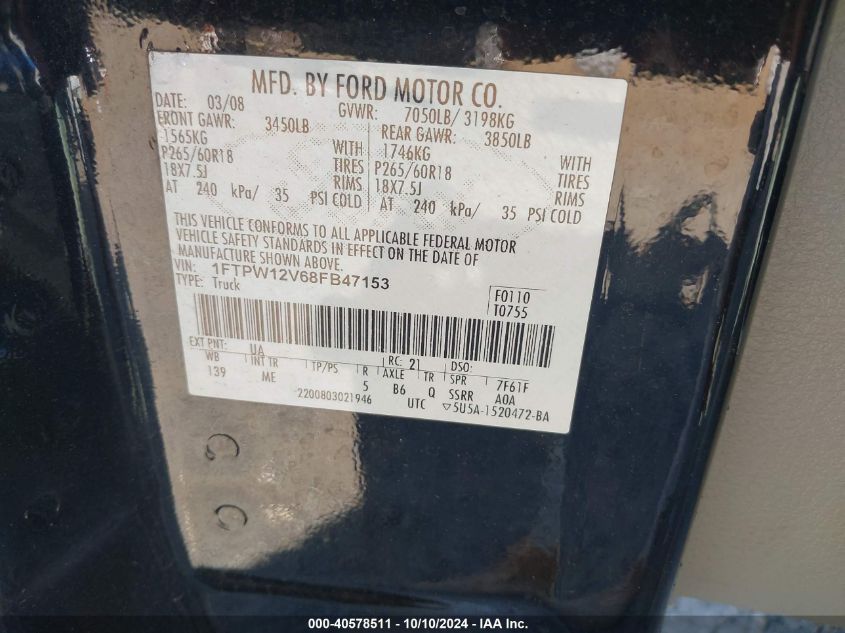 MFD. BY FORD MOTOR CO.
DATE: 03/08 GVWR: 7050LB/ 3198KG
FRONT GAWR: 3450LB REAR GAWR: 3850LB
1565KG WITH 1746KG WITH
P265/60R18 TIRES P265/60R18 TIRES
18X7.5J RIMS 18X7.5J RIMS
AT 240 kPa/ 35 PSI COLD AT 240 kPa/ 35 PSI COLD
THIS VEHICLE CONFORMS TO ALL APPLICABLE FEDERAL MOTOR
VEHICLE SAFETY STANDARDS IN EFFECT ON THE DATE OF
MANUFACTURE SHOWN ABOVE.
VIN: 1FTPW12V68FB47153
TYPE: Truck
F0110
T0755
EXT PNT: UA RC: 21 DSO:
WB INT TR TP/PS R AXLE TR SPR 7F61F
139 ME 5 B6 Q SSRR AOA
2200803021946 UTC ▽5U5A-1520472-BA
000-40578511 - 10/10/2024 - IAAI, Inc.